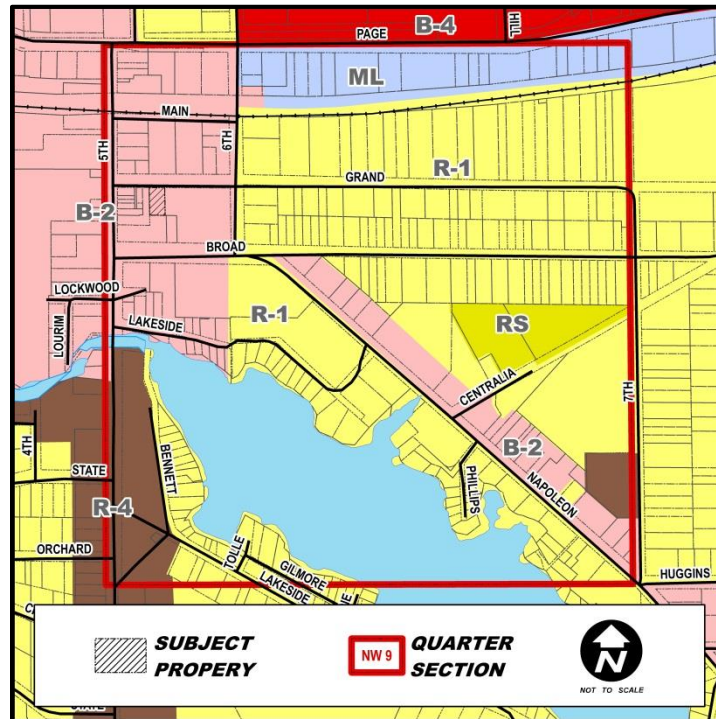 B-4
HILL
PAGE
ML
MAIN
5TH
6TH
R-1
GRAND
B-2
BROAD
LOCKWOOD
LOURIM
LAKESIDE
R-1
RS
CENTRALIA
7TH
4TH
BENNETT
B-2
STATE
PHILLIPS
NAPOLEON
R-4
ORCHARD
TOLLE
GILMORE
LAKESIDE
HUGGINS
SUBJECT
PROPERY
NW 9
QUARTER
SECTION
N
NOT TO SCALE